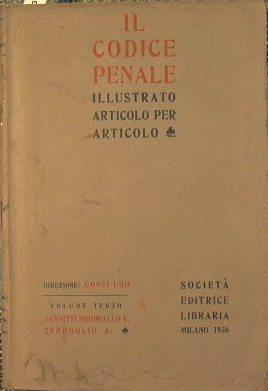 IL
CODICE
PENALE
ILLUSTRATO
ARTICOLO PER
ARTICOLO
DIREZIONE: CONTI UGO
VOLUME TERZO
JANNITTI PIROMALLO E.
ZERBOGLIO A.
SOCIETÀ
EDITRICE
LIBRARIA
MILANO 1936